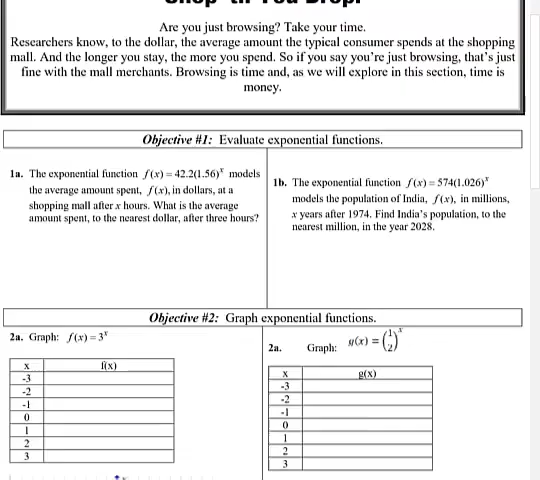 Shop 'til You Drop!
Are you just browsing? Take your time.
Researchers know, to the dollar, the average amount the typical consumer spends at the shopping
mall. And the longer you stay, the more you spend. So if you say you're just browsing, that's just
fine with the mall merchants. Browsing is time and, as we will explore in this section, time is
money.
Objective #1: Evaluate exponential functions.
1a. The exponential function f(x) = 42.2(1.56)^x models
the average amount spent, f(x), in dollars, at a
shopping mall after x hours. What is the average
amount spent, to the nearest dollar, after three hours?
1b. The exponential function f(x) = 574(1.026)^x
models the population of India, f(x), in millions,
x years after 1974. Find India's population, to the
nearest million, in the year 2028.
Objective #2: Graph exponential functions.
2a. Graph: f(x) = 3^x
x f(x)
-3
-2
-1
0
1
2
3
2a. Graph: g(x) = (1/2)^x
x g(x)
-3
-2
-1
0
1
2
3